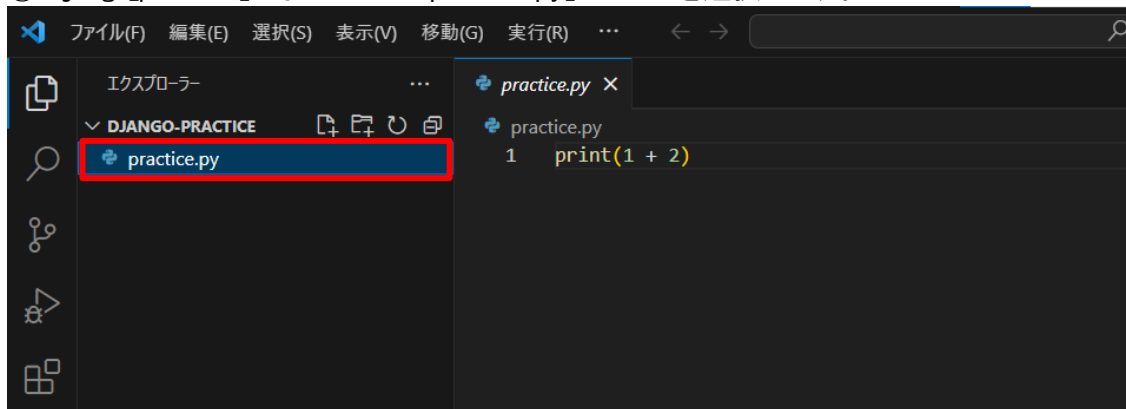 ファイル(F) 編集(E) 選択(S) 表示(V) 移動(G) 実行(R) ···
エクスプローラー ···
practice.py
DJANGO-PRACTICE
practice.py
practice.py
1 print(1 + 2)